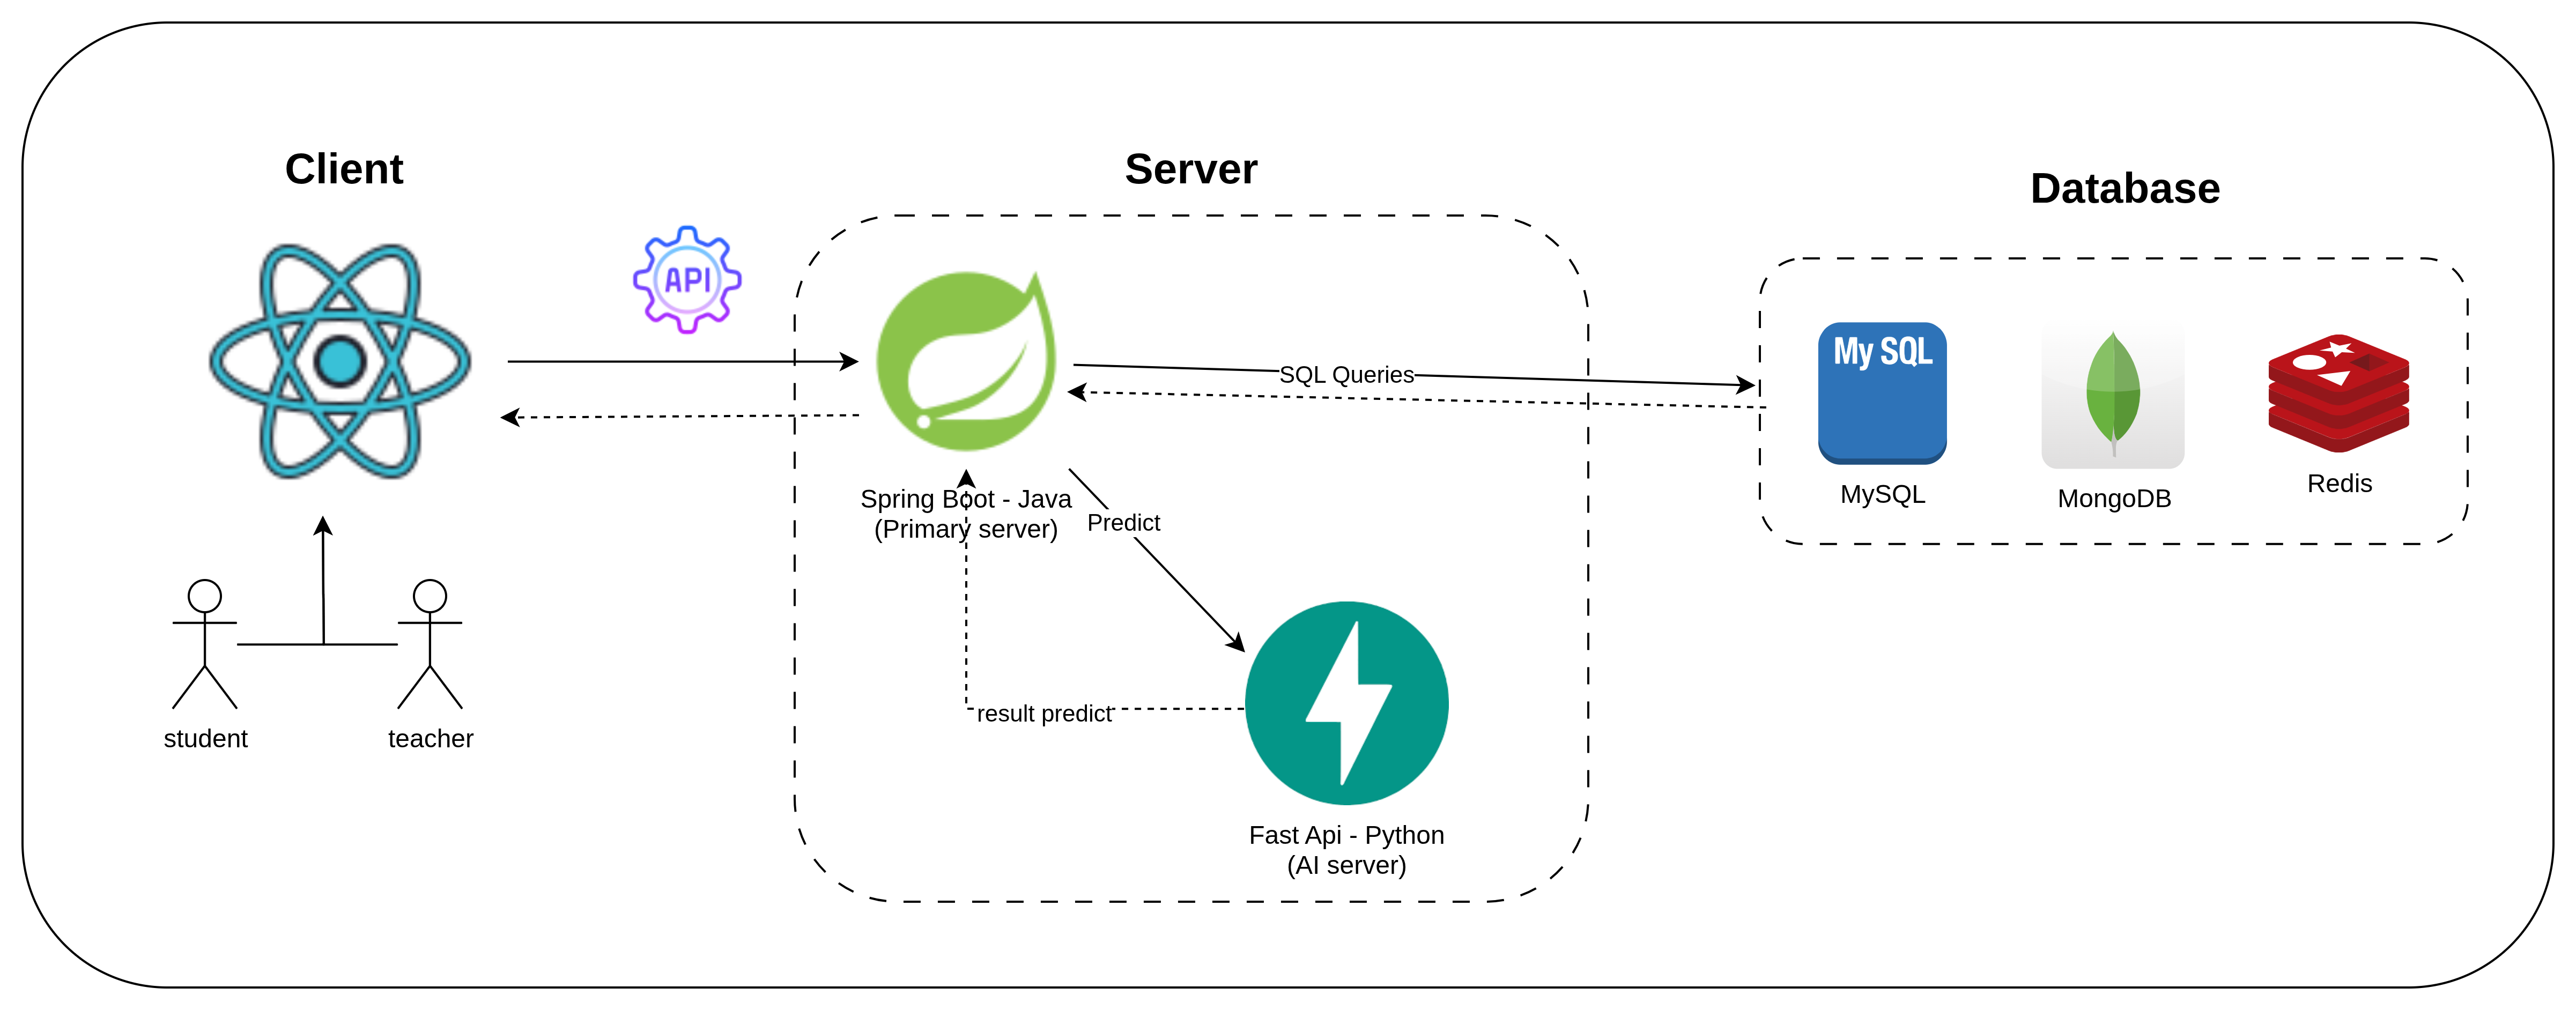 Client
Server
Database
API
My SQL
SQL Queries
MySQL
MongoDB
Redis
Spring Boot - Java
(Primary server)
Predict
result predict
student
teacher
Fast Api - Python
(AI server)